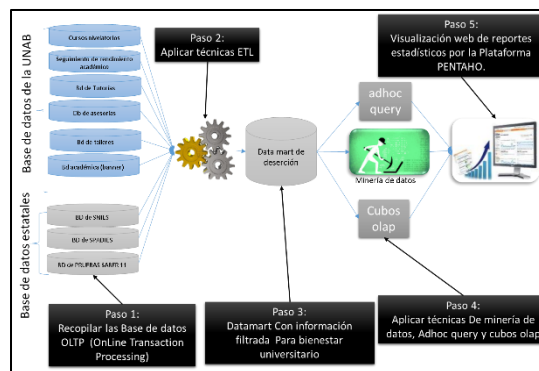 Base de datos de la UNAB
Cursos nivelatorios
Seguimiento de rendimiento
académico
Bd de Tutorias
Clb de asesorías
Bd de talleres
Bd académica (banner)
Base de datos estatales
BD de SNIES
BD de SPADIES
BD de PRUEBAS SABER 11
Paso 1:
Recopilar las Base de datos
OLTP (OnLine Transaction
Processing)
Paso 2:
Aplicar técnicas ETL
Data mart de
deserción
Paso 3:
Datamart Con información
filtrada Para bienestar
universitario
adhoc
query
Minería de datos
Cubos
olap
Paso 4:
Aplicar técnicas De minería de
datos, Adhoc query y cubos olap
Paso 5:
Visualización web de reportes
estadísticos por la Plataforma
PENTAHO.